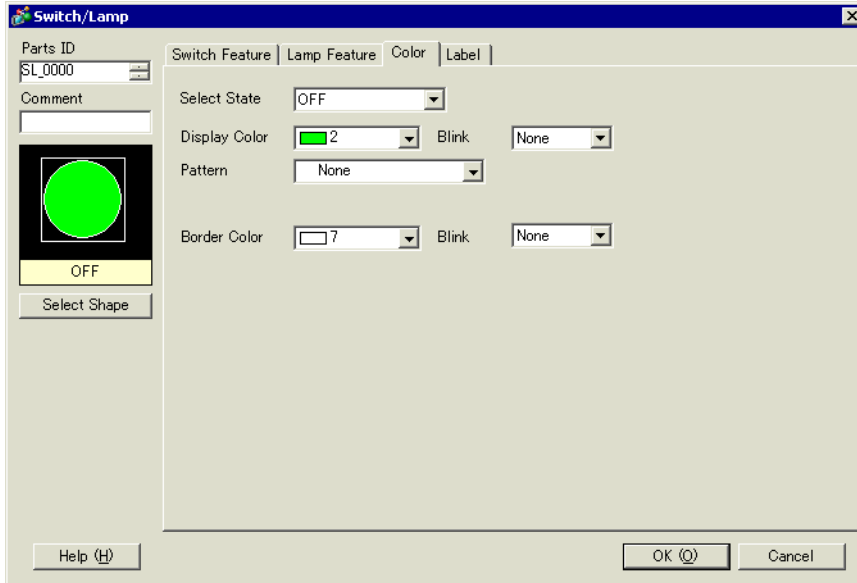 Switch/Lamp
Parts ID
SL_0000
Comment
OFF
Select Shape
Switch Feature Lamp Feature Color Label
Select State OFF
Display Color 2 Blink None
Pattern None
Border Color 7 Blink None
Help (H) OK (O) Cancel